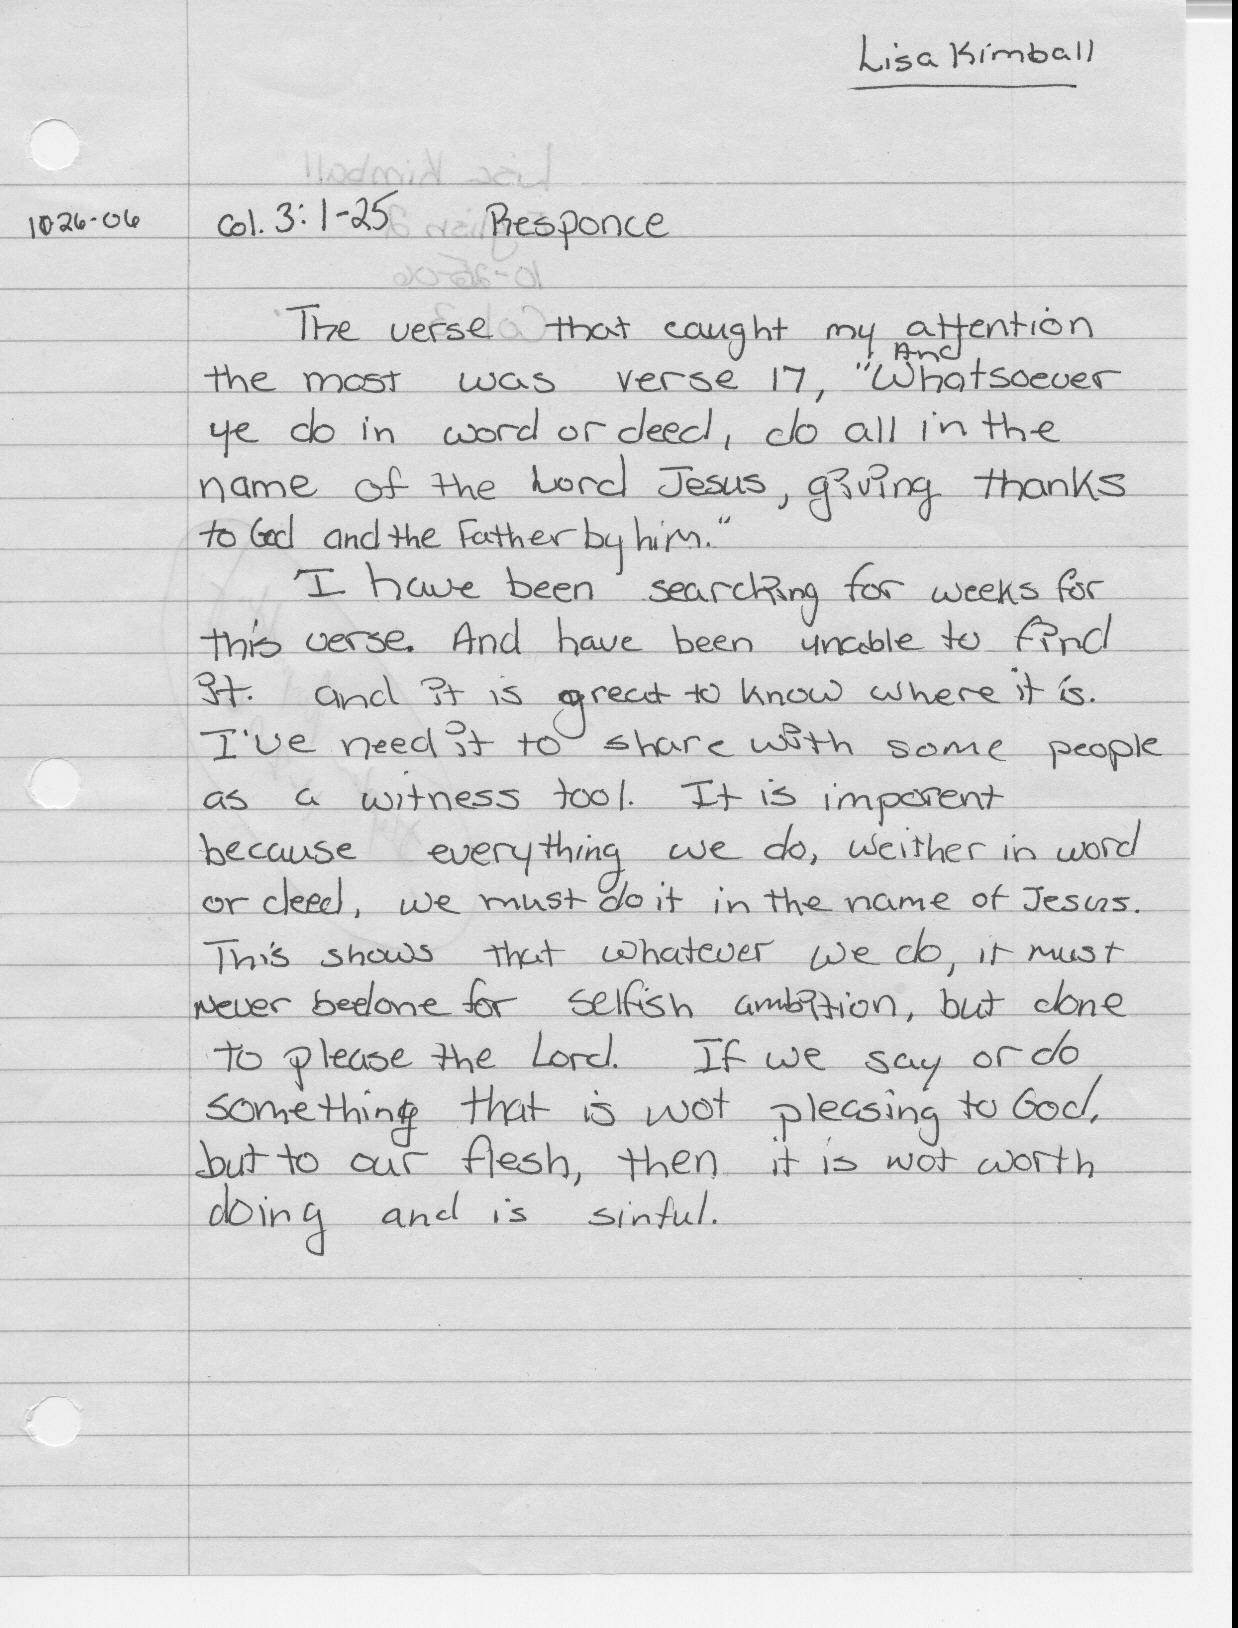 Lisa Kimball
1026-06 Col. 3:1-25 Responce
The verse that caught my attention
And
the most was verse 17, "Whatsoever
ye do in word or deed, do all in the
name of the Lord Jesus, giving thanks
to God and the Father by him."
I have been searching for weeks for
this verse. And have been unable to find
it. and it is great to know where it is.
I've need it to share with some people
as a witness tool. It is imporent
because everything we do, weither in word
or deed, we must do it in the name of Jesus.
This shows that whatever we do, it must
never be done for selfish ambition, but done
to please the Lord. If we say or do
something that is not pleasing to God,
but to our flesh, then it is not worth
doing and is sinful.